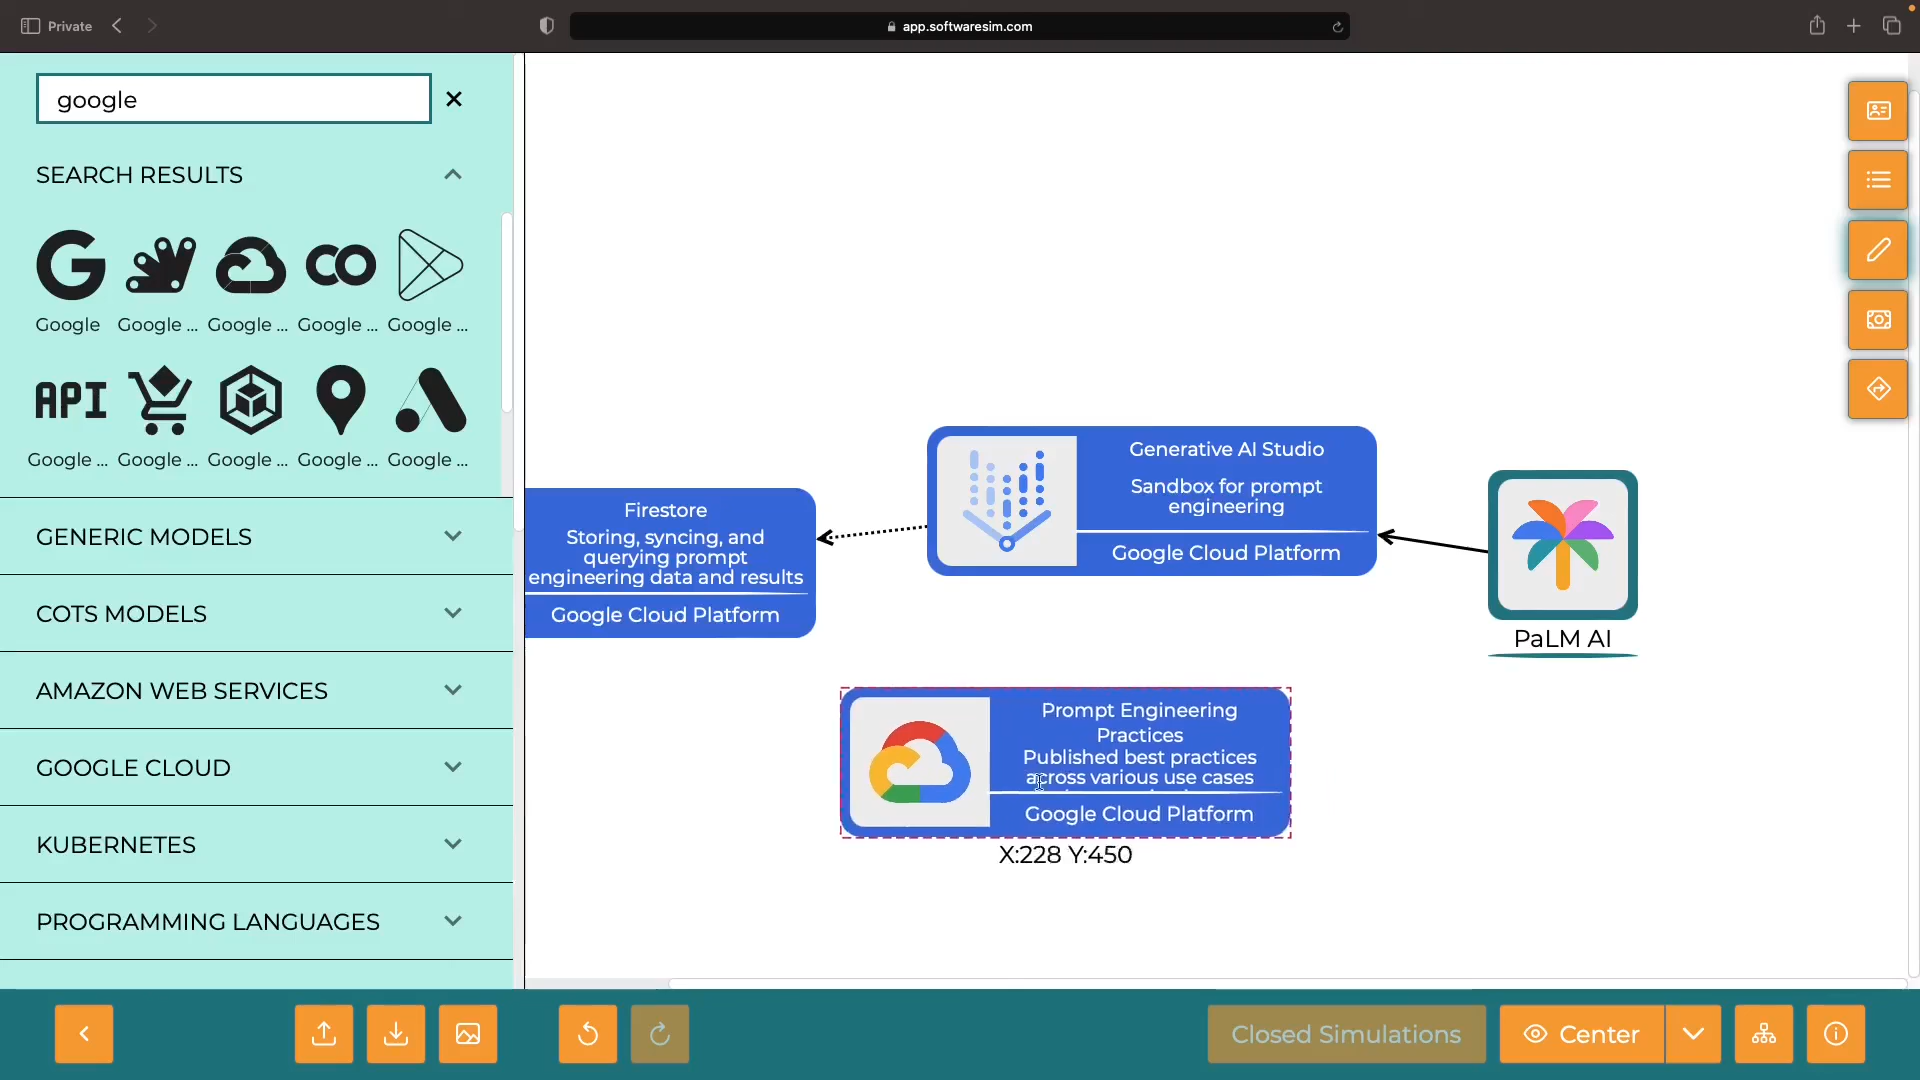 Private
app.softwaresim.com
google
SEARCH RESULTS
Google
Google ...
Google ...
Google ...
Google ...
API
Google ...
Google ...
Google ...
Google ...
Google ...
GENERIC MODELS
COTS MODELS
AMAZON WEB SERVICES
GOOGLE CLOUD
KUBERNETES
PROGRAMMING LANGUAGES
Firestore
Storing, syncing, and
querying prompt
engineering data and results
Google Cloud Platform
Generative AI Studio
Sandbox for prompt
engineering
Google Cloud Platform
PaLM AI
Prompt Engineering
Practices
Published best practices
across various use cases
Google Cloud Platform
X:228 Y:450
Closed Simulations
Center